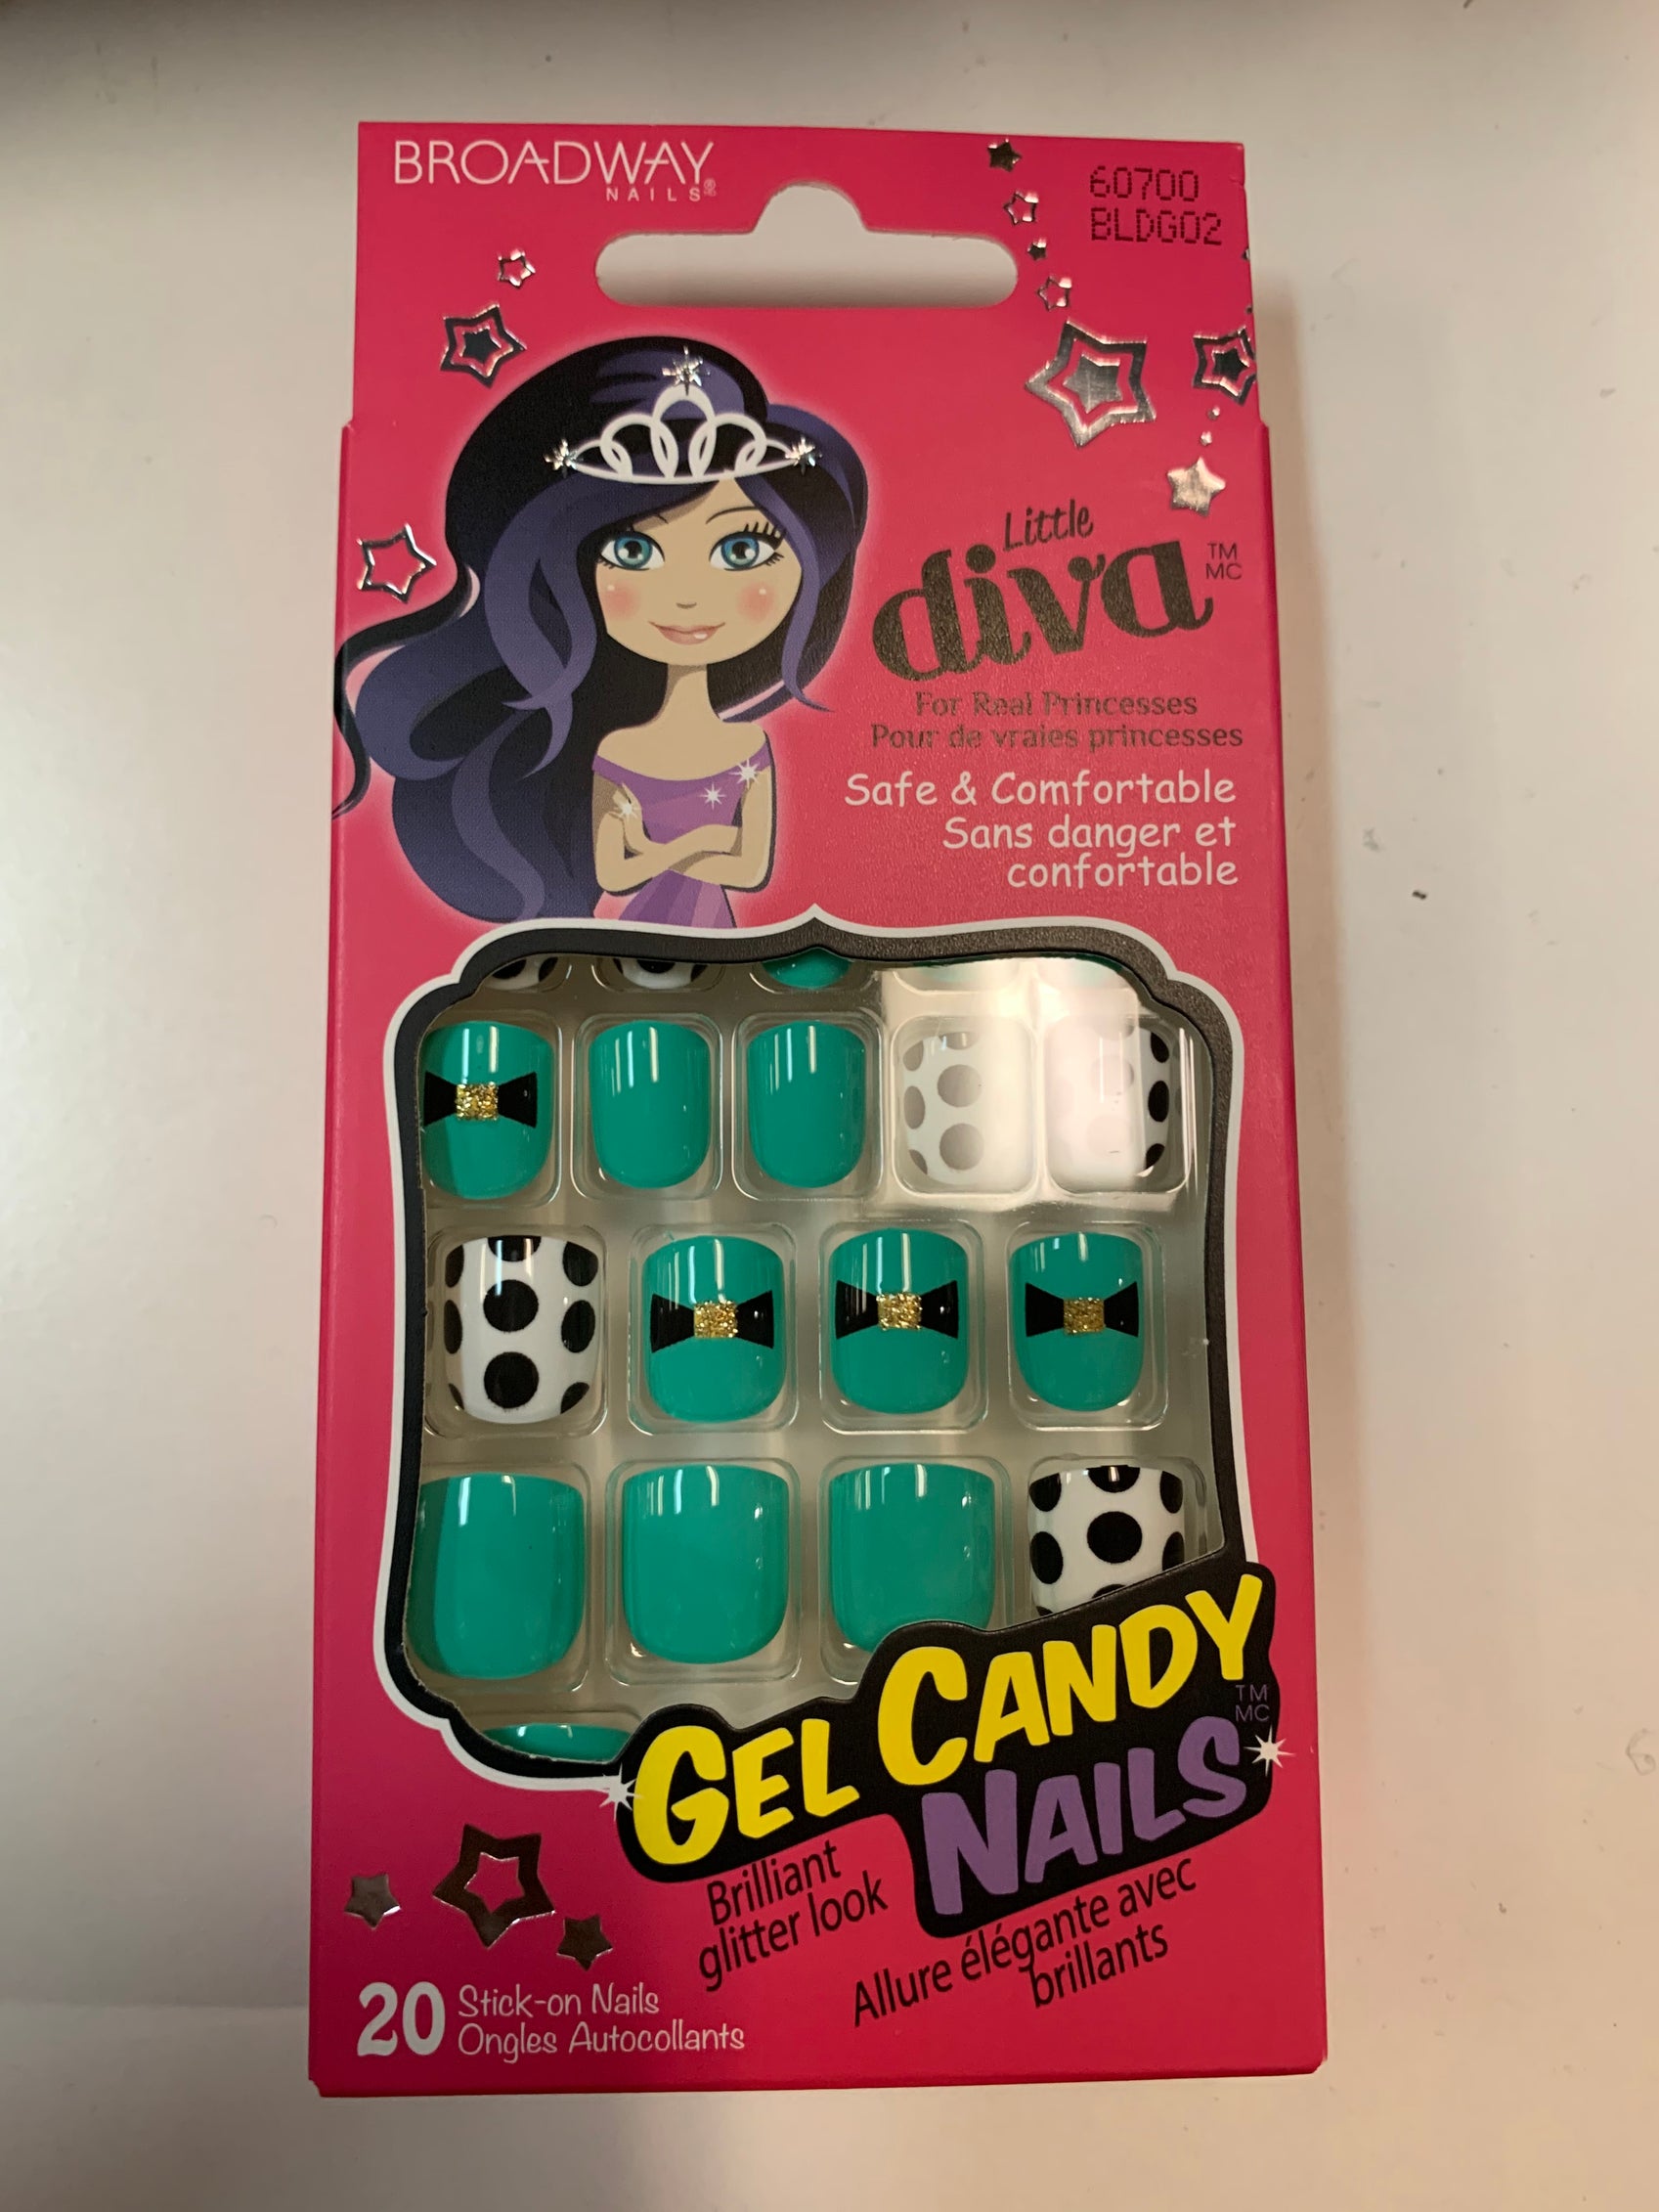 BROADWAY
NAILS®
60700
BLDG02
Little
diva TM MC
For Real Princesses
Pour de vraies princesses
Safe & Comfortable
Sans danger et
confortable
GEL CANDY
NAILS TM MC
Brilliant
glitter look
Allure élégante avec
brillants
20 Stick-on Nails
Ongles Autocollants